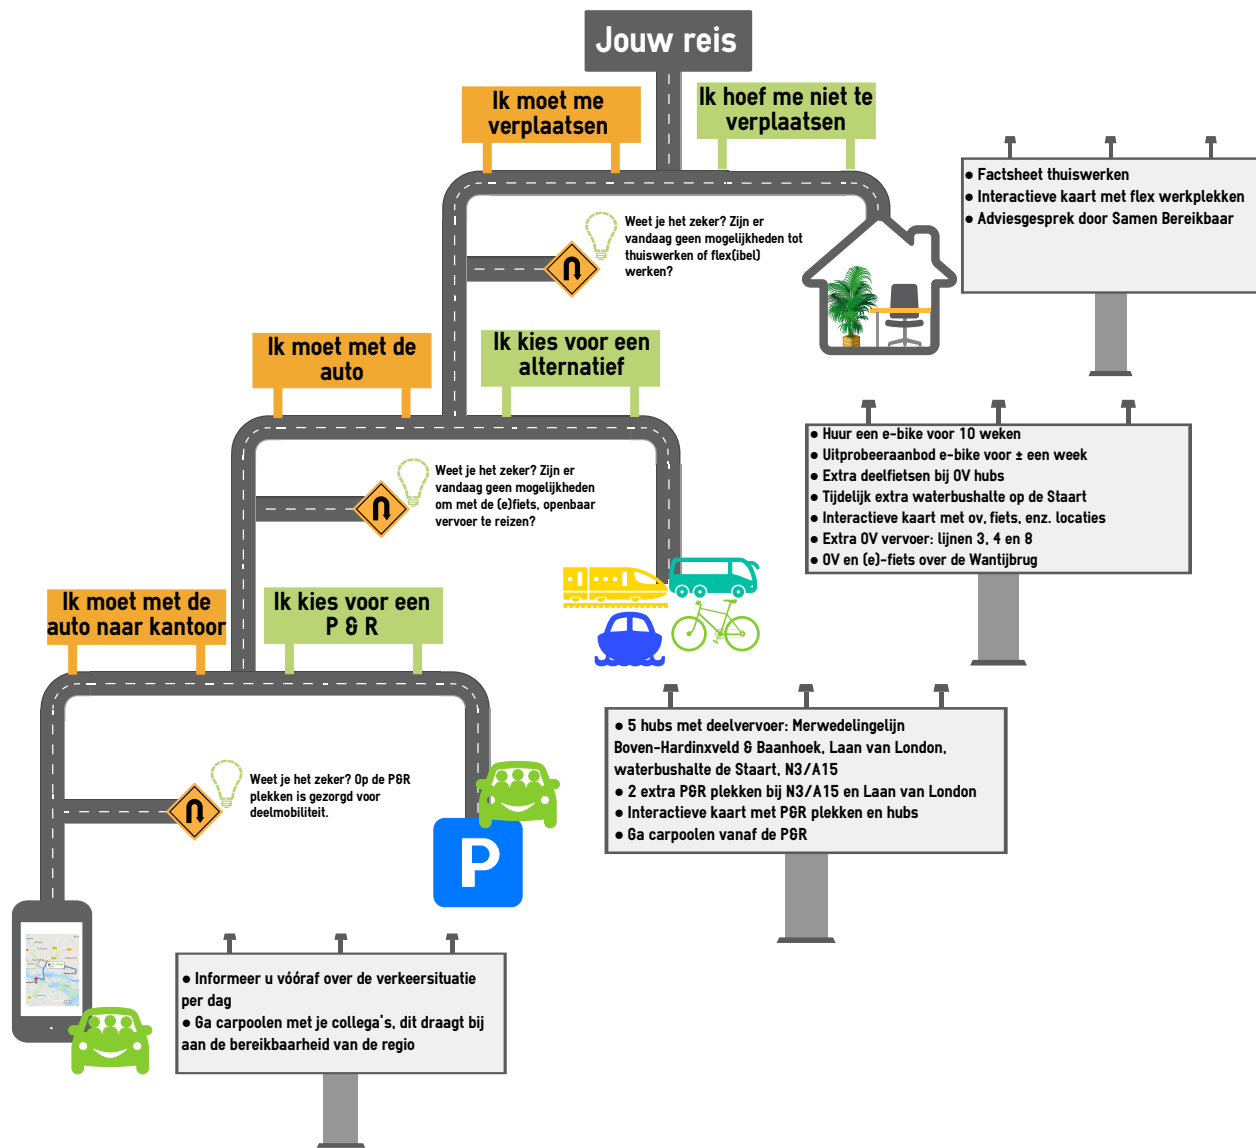 Jouw reis
Ik moet me
verplaatsen
Ik hoef me niet te
verplaatsen
● Factsheet thuiswerken
● Interactieve kaart met flex werkplekken
● Adviesgesprek door Samen Bereikbaar
Weet je het zeker? Zijn er
vandaag geen mogelijkheden tot
thuiswerken of flex(ibel)
werken?
Ik moet met de
auto
Ik kies voor een
alternatief
● Huur een e-bike voor 10 weken
● Uitprobeeraanbod e-bike voor ± een week
● Extra deelfietsen bij OV hubs
● Tijdelijk extra waterbushalte op de Staart
● Interactieve kaart met ov, fiets, enz. locaties
● Extra OV vervoer: lijnen 3, 4 en 8
● OV en (e)-fiets over de Wantijbrug
Weet je het zeker? Zijn er
vandaag geen mogelijkheden
om met de (e)fiets, openbaar
vervoer te reizen?
Ik moet met de
auto naar kantoor
Ik kies voor een
P & R
● 5 hubs met deelvervoer: Merwedelingelijn
Boven-Hardinxveld & Baanhoek, Laan van London,
waterbushalte de Staart, N3/A15
● 2 extra P&R plekken bij N3/A15 en Laan van London
● Interactieve kaart met P&R plekken en hubs
● Ga carpoolen vanaf de P&R
Weet je het zeker? Op de P&R
plekken is gezorgd voor
deelmobiliteit.
P
● Informeer u vóóraf over de verkeersituatie
per dag
● Ga carpoolen met je collega's, dit draagt bij
aan de bereikbaarheid van de regio